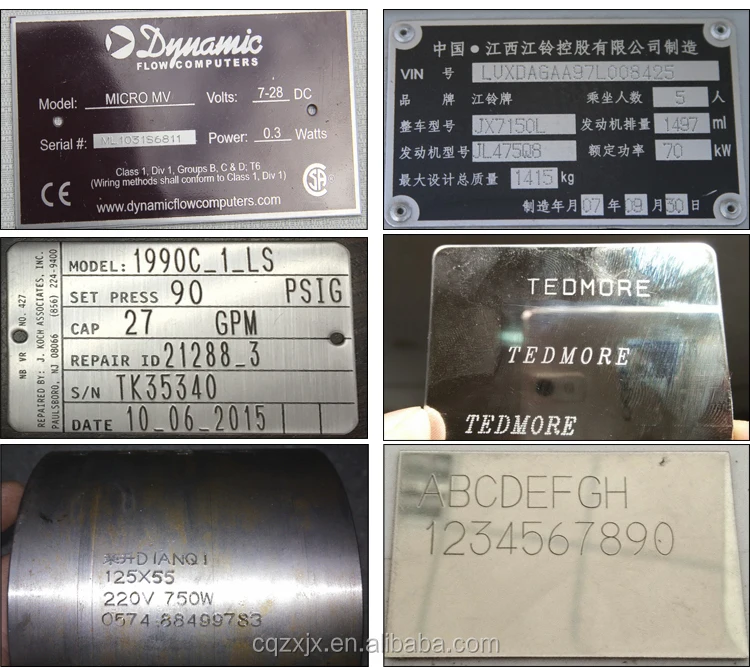 Dynamic
FLOW COMPUTERS
Model: MICRO MV Volts: 7-28 DC
Serial #: ML1031S6811 Power: 0.3 Watts
Class 1, Div 1, Groups B, C & D; T6
(Wiring methods shall conform to Class 1, Div 1)
CE
SA
www.dynamicflowcomputers.com
中国•江西江铃控股有限公司制造
VIN 号 LUXDAGAA97L008425
品 牌 江铃牌 乘坐人数 5 人
整车型号 JX7150L 发动机排量 1497 ml
发动机型号 JL475Q8 额定功率 70 kW
最大设计总质量 1415 kg
制造年月 07 年 09 月 30 日
NB VR NO. 427
REPAIRED BY: J. KOCH ASSOCIATES, INC.
PAULSBORO, NJ 08066 (856) 224-9400
MODEL: 1990C_1_LS
SET PRESS 90 PSIG
CAP 27 GPM
REPAIR ID 21288_3
S/N TK35340
DATE 10_06_2015
TEDMORE
TEDMORE
TEDMORE
DIANQI
125X55
220V 750W
0574 88499783
ABCDEFGH
1234567890
cqzxjx.en.alibaba.com